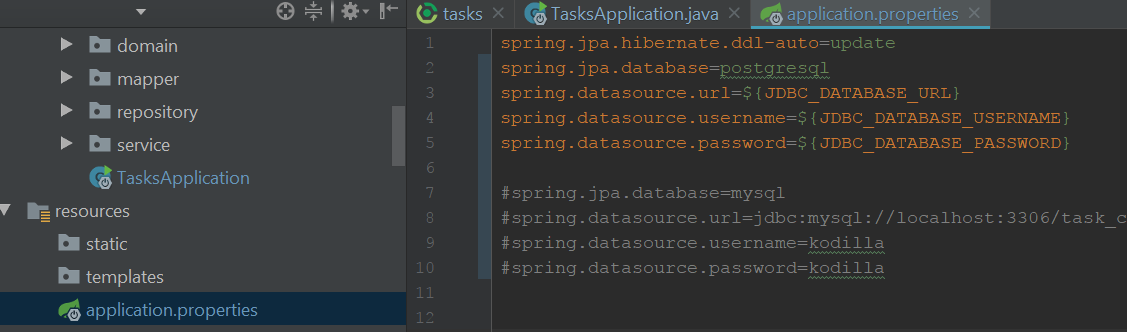 tasks
TasksApplication.java
application.properties
domain
mapper
repository
service
TasksApplication
resources
static
templates
application.properties
1 spring.jpa.hibernate.ddl-auto=update
2 spring.jpa.database=postgresql
3 spring.datasource.url=${JDBC_DATABASE_URL}
4 spring.datasource.username=${JDBC_DATABASE_USERNAME}
5 spring.datasource.password=${JDBC_DATABASE_PASSWORD}
6
7 #spring.jpa.database=mysql
8 #spring.datasource.url=jdbc:mysql://localhost:3306/task_c
9 #spring.datasource.username=kodilla
10 #spring.datasource.password=kodilla
11
12